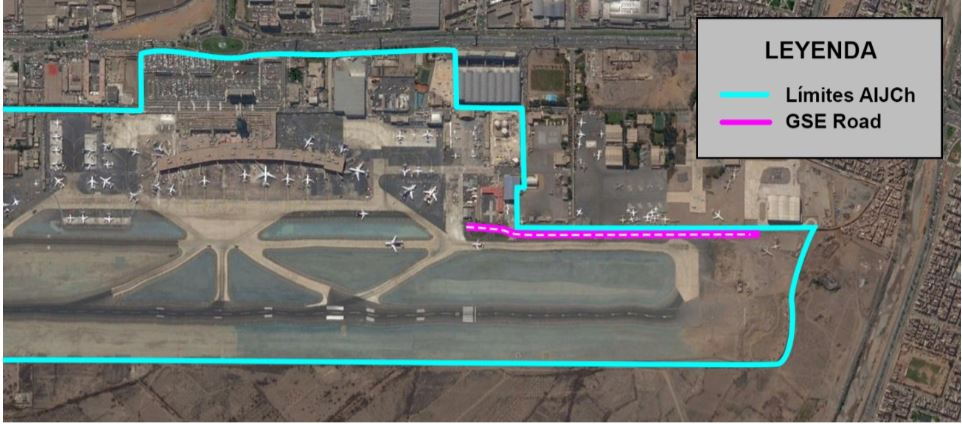 LEYENDA
Límites AIJCh
GSE Road